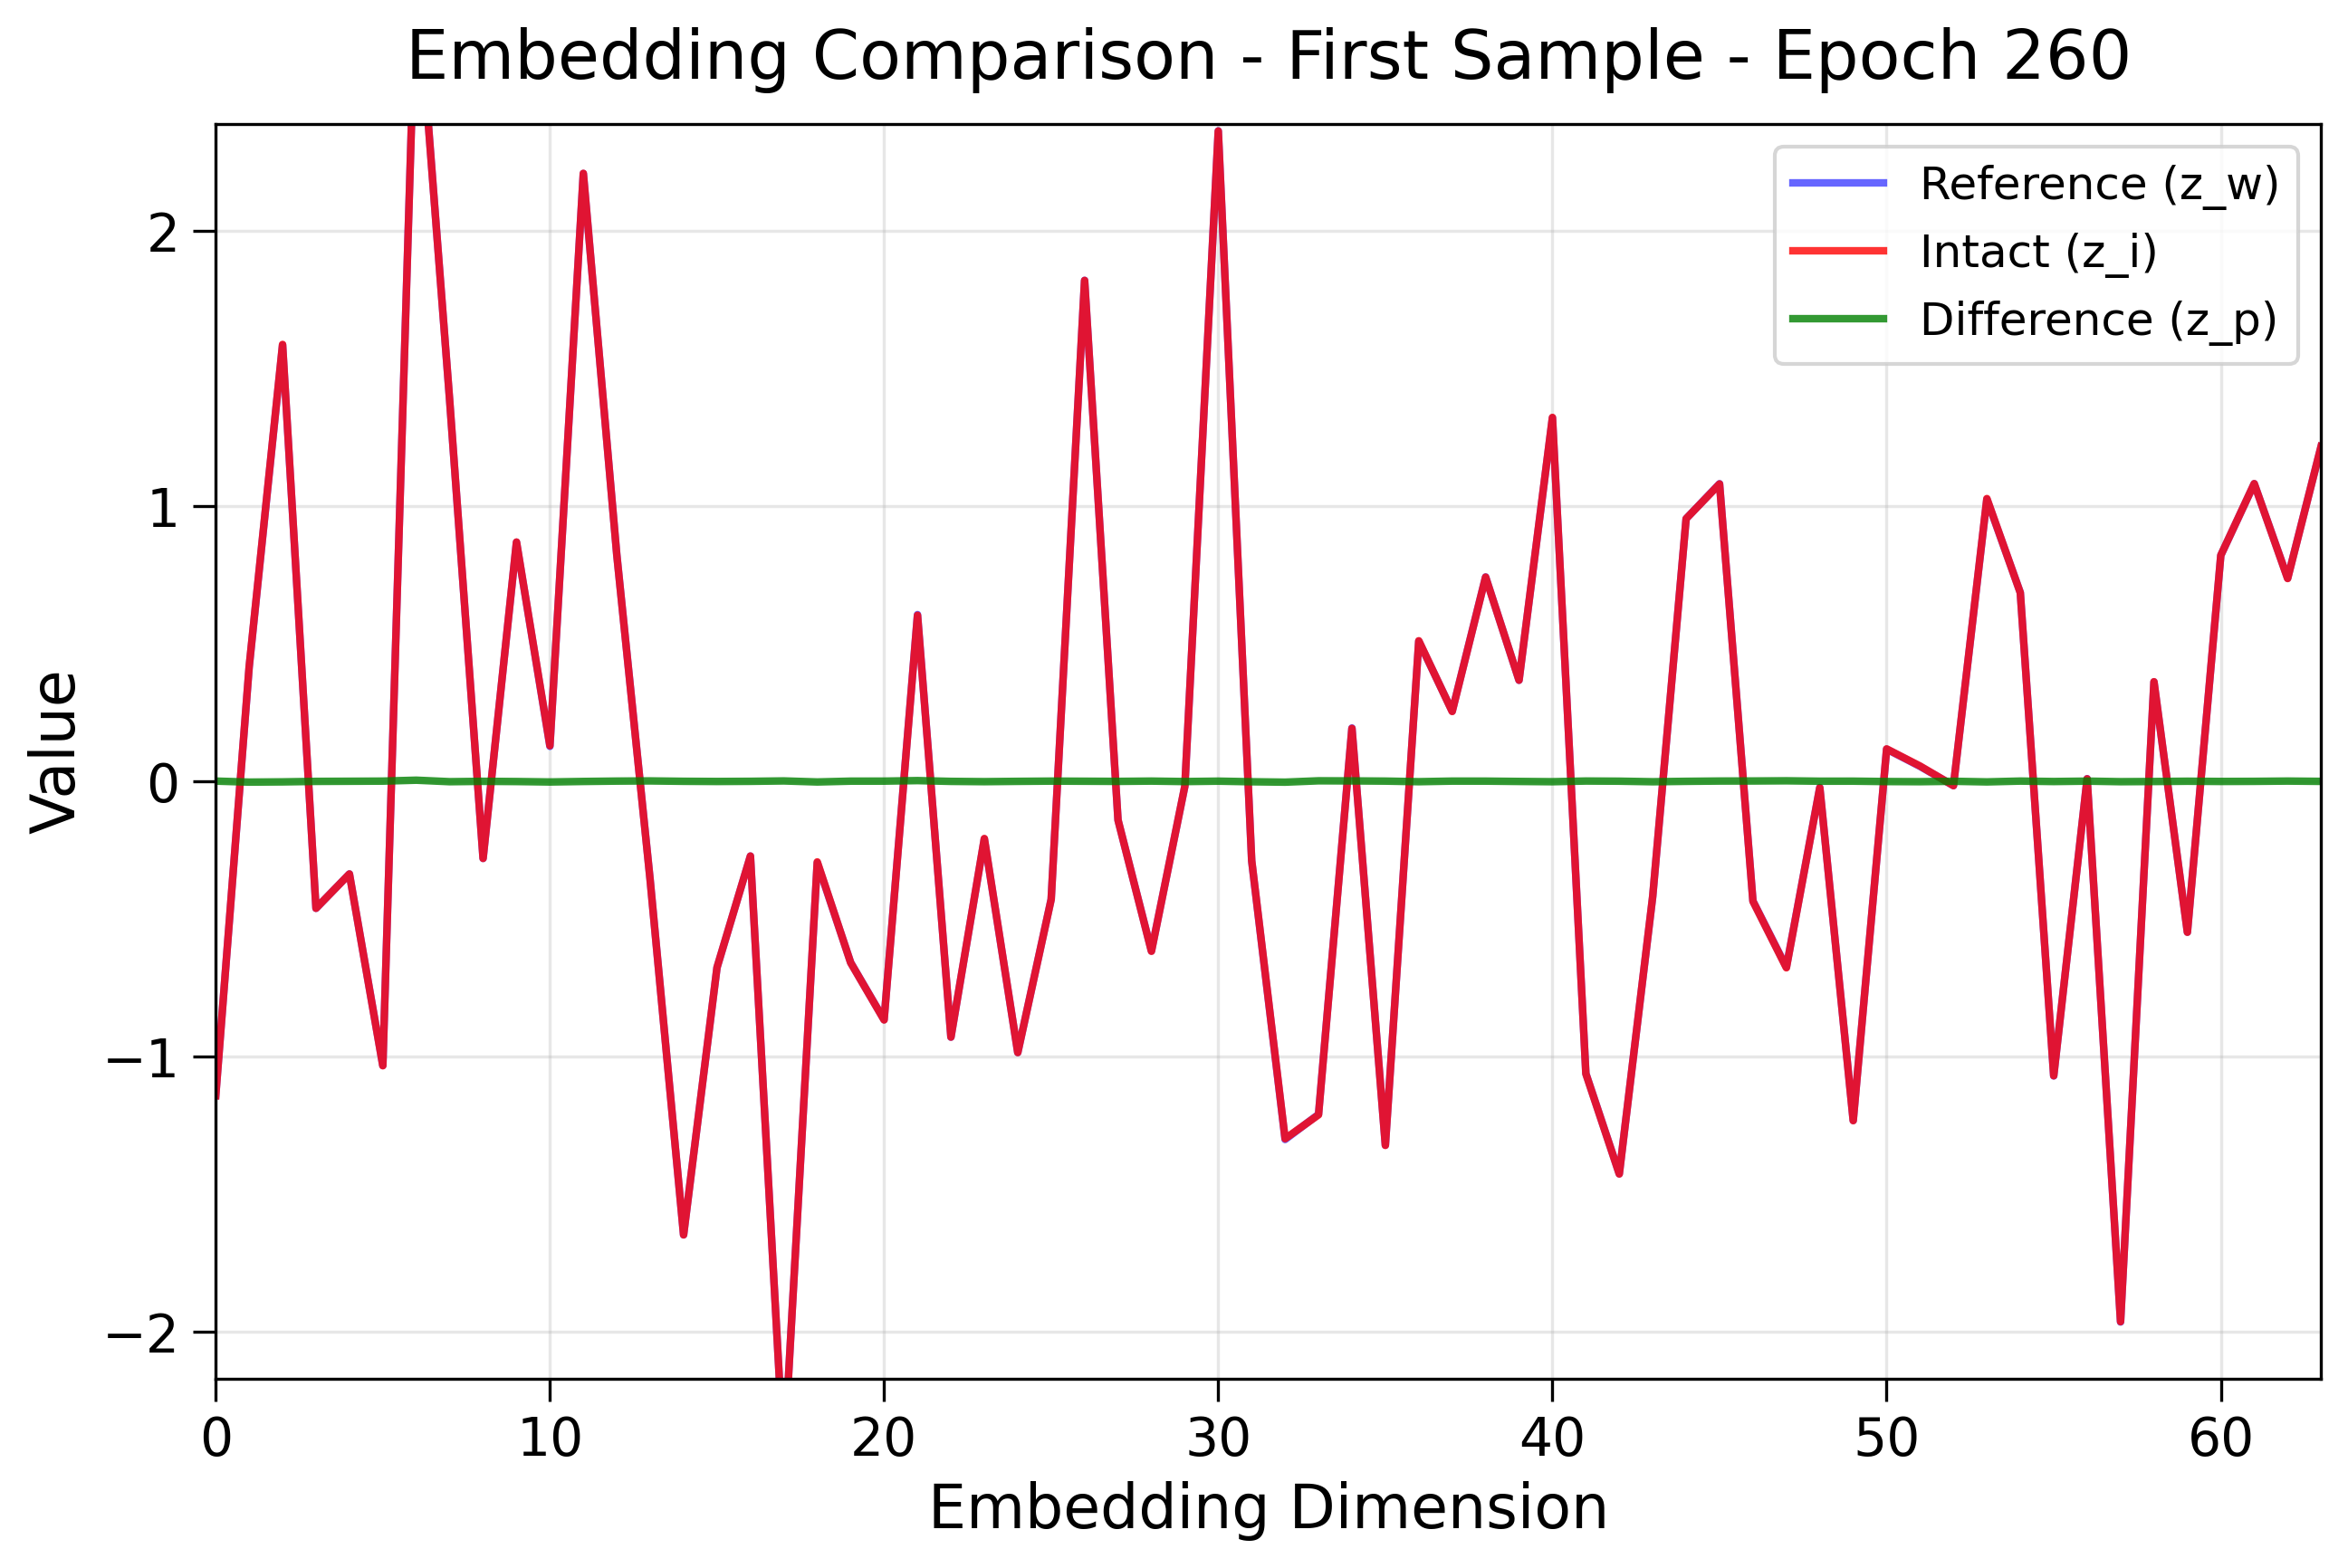 Embedding Comparison - First Sample - Epoch 260
Reference (z_w)
Intact (z_i)
Difference (z_p)
2
1
0
−1
−2
Value
0 10 20 30 40 50 60
Embedding Dimension